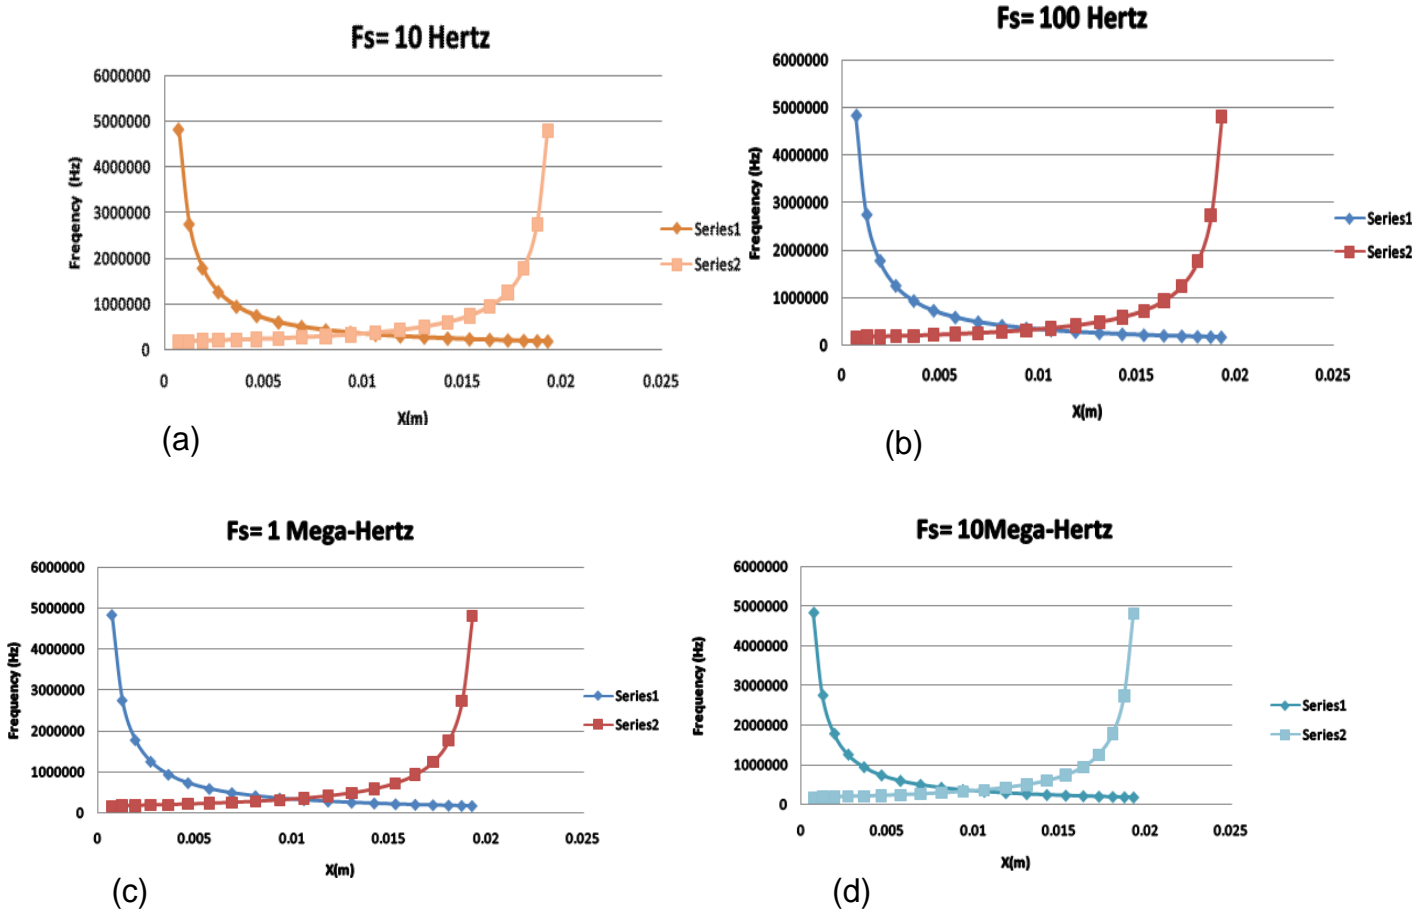 Fs= 10 Hertz
6000000
5000000
4000000
3000000
2000000
1000000
0
Freqency (Hz)
0 0.005 0.01 0.015 0.02 0.025
X(m)
Series1
Series2
(a)
Fs= 100 Hertz
6000000
5000000
4000000
3000000
2000000
1000000
0
Frequency (Hz)
0 0.005 0.01 0.015 0.02 0.025
X(m)
Series1
Series2
(b)
Fs= 1 Mega-Hertz
6000000
5000000
4000000
3000000
2000000
1000000
0
Frequency (Hz)
0 0.005 0.01 0.015 0.02 0.025
X(m)
Series1
Series2
(c)
Fs= 10Mega-Hertz
6000000
5000000
4000000
3000000
2000000
1000000
0
Frequency (Hz)
0 0.005 0.01 0.015 0.02 0.025
X(m)
Series1
Series2
(d)